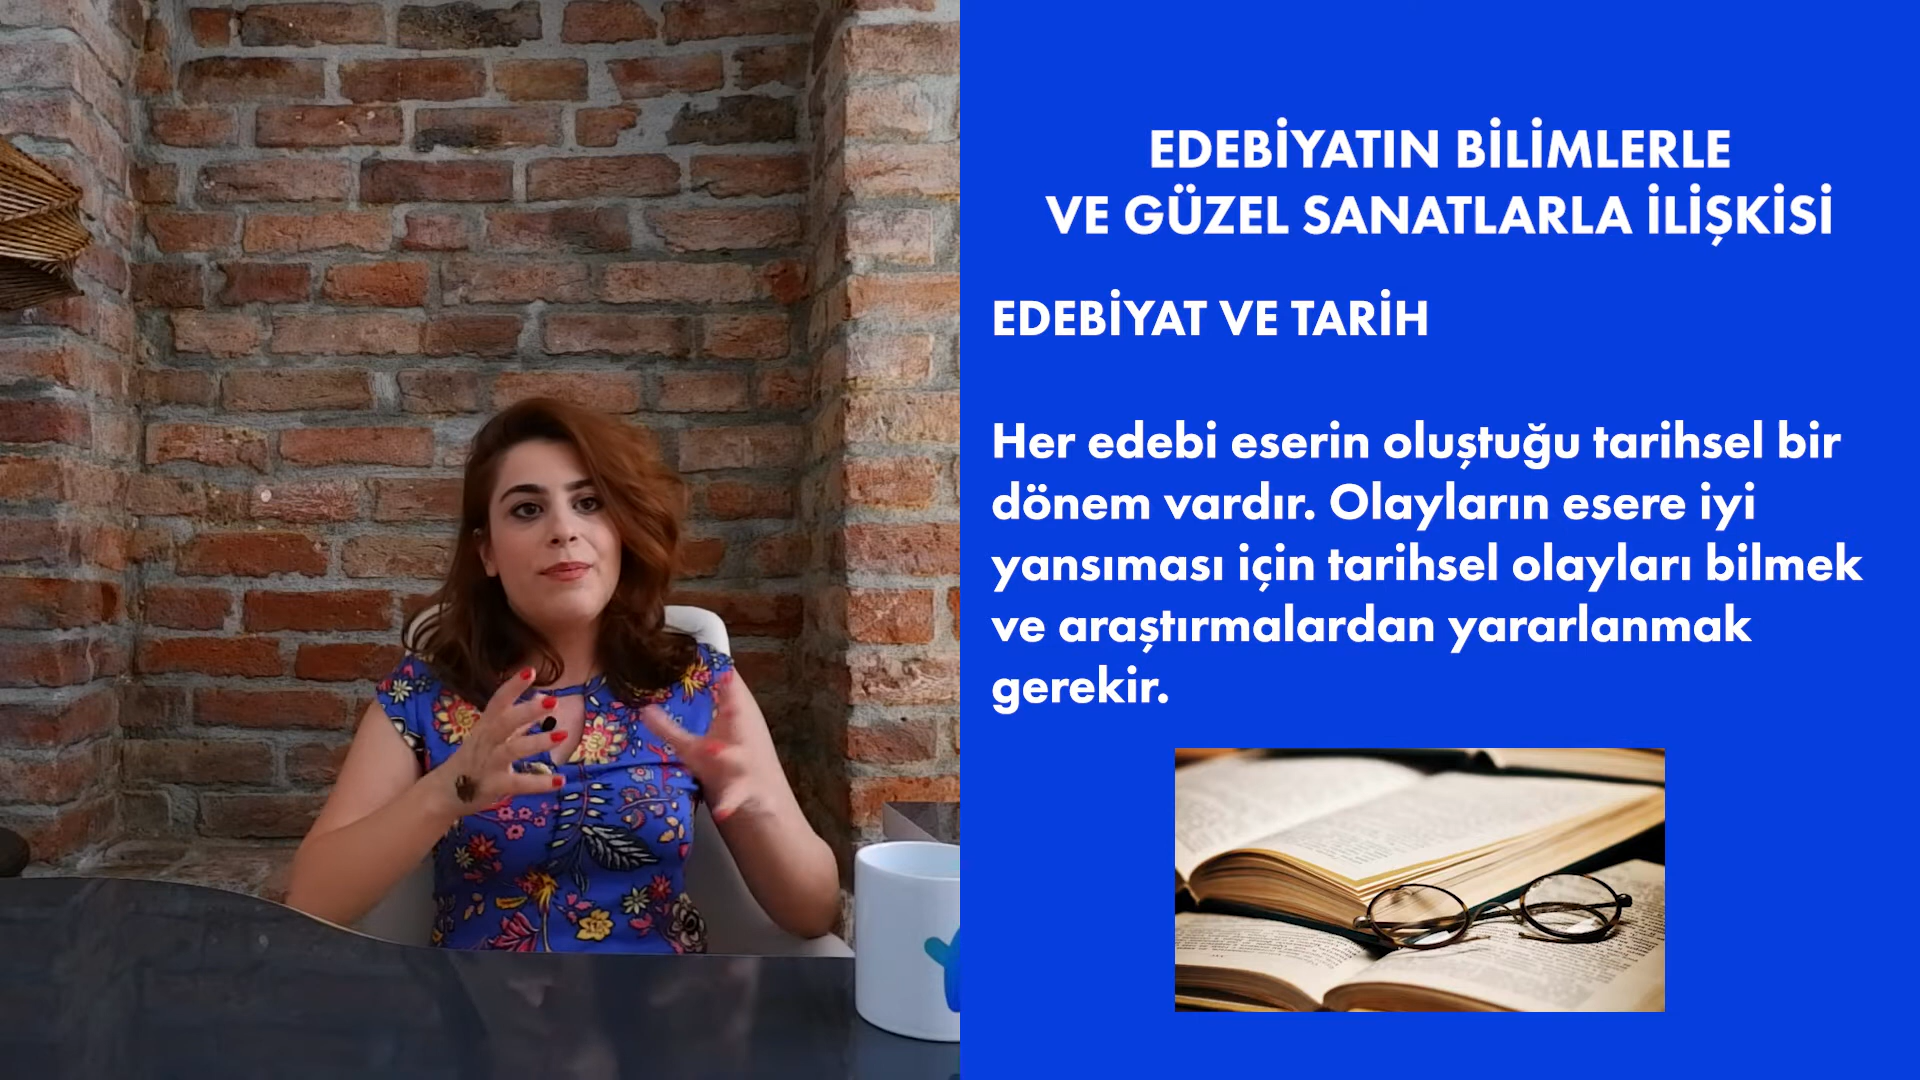 EDEBİYATIN BİLİMLERLE
VE GÜZEL SANATLARLA İLİŞKİSİ
EDEBİYAT VE TARİH
Her edebi eserin oluştuğu tarihsel bir
dönem vardır. Olayların esere iyi
yansıması için tarihsel olayları bilmek
ve araştırmalardan yararlanmak
gerekir.